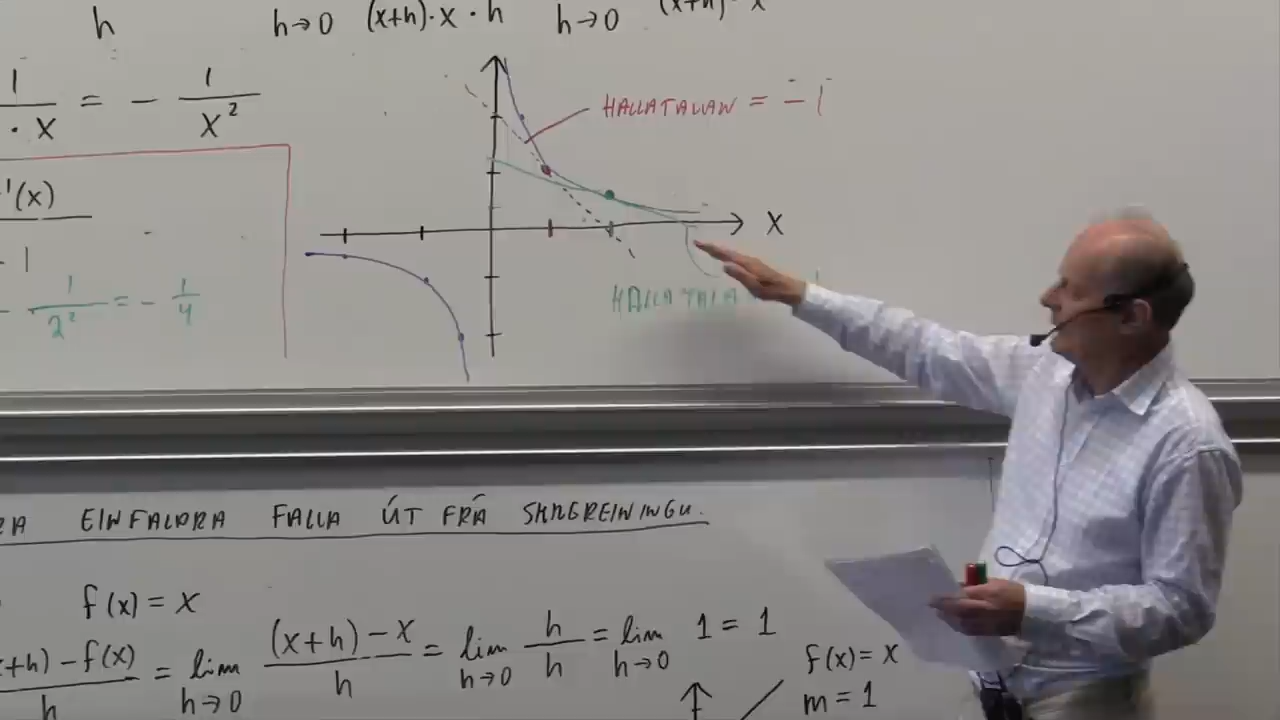 h h→0 (x+h)·x·h h→0 (x+h)·x
1/·x = - 1/x²
HALLATALAN = -1
'(x)
-1
- 1/2² = - 1/4
X
HALLATALA
EINFALDRA FALLA ÚT FRÁ SKILGREININGU.
f(x) = x
+h) - f(x)/h = lim h→0 (x+h) - x/h = lim h→0 h/h = lim h→0 1 = 1
f(x) = x
m = 1